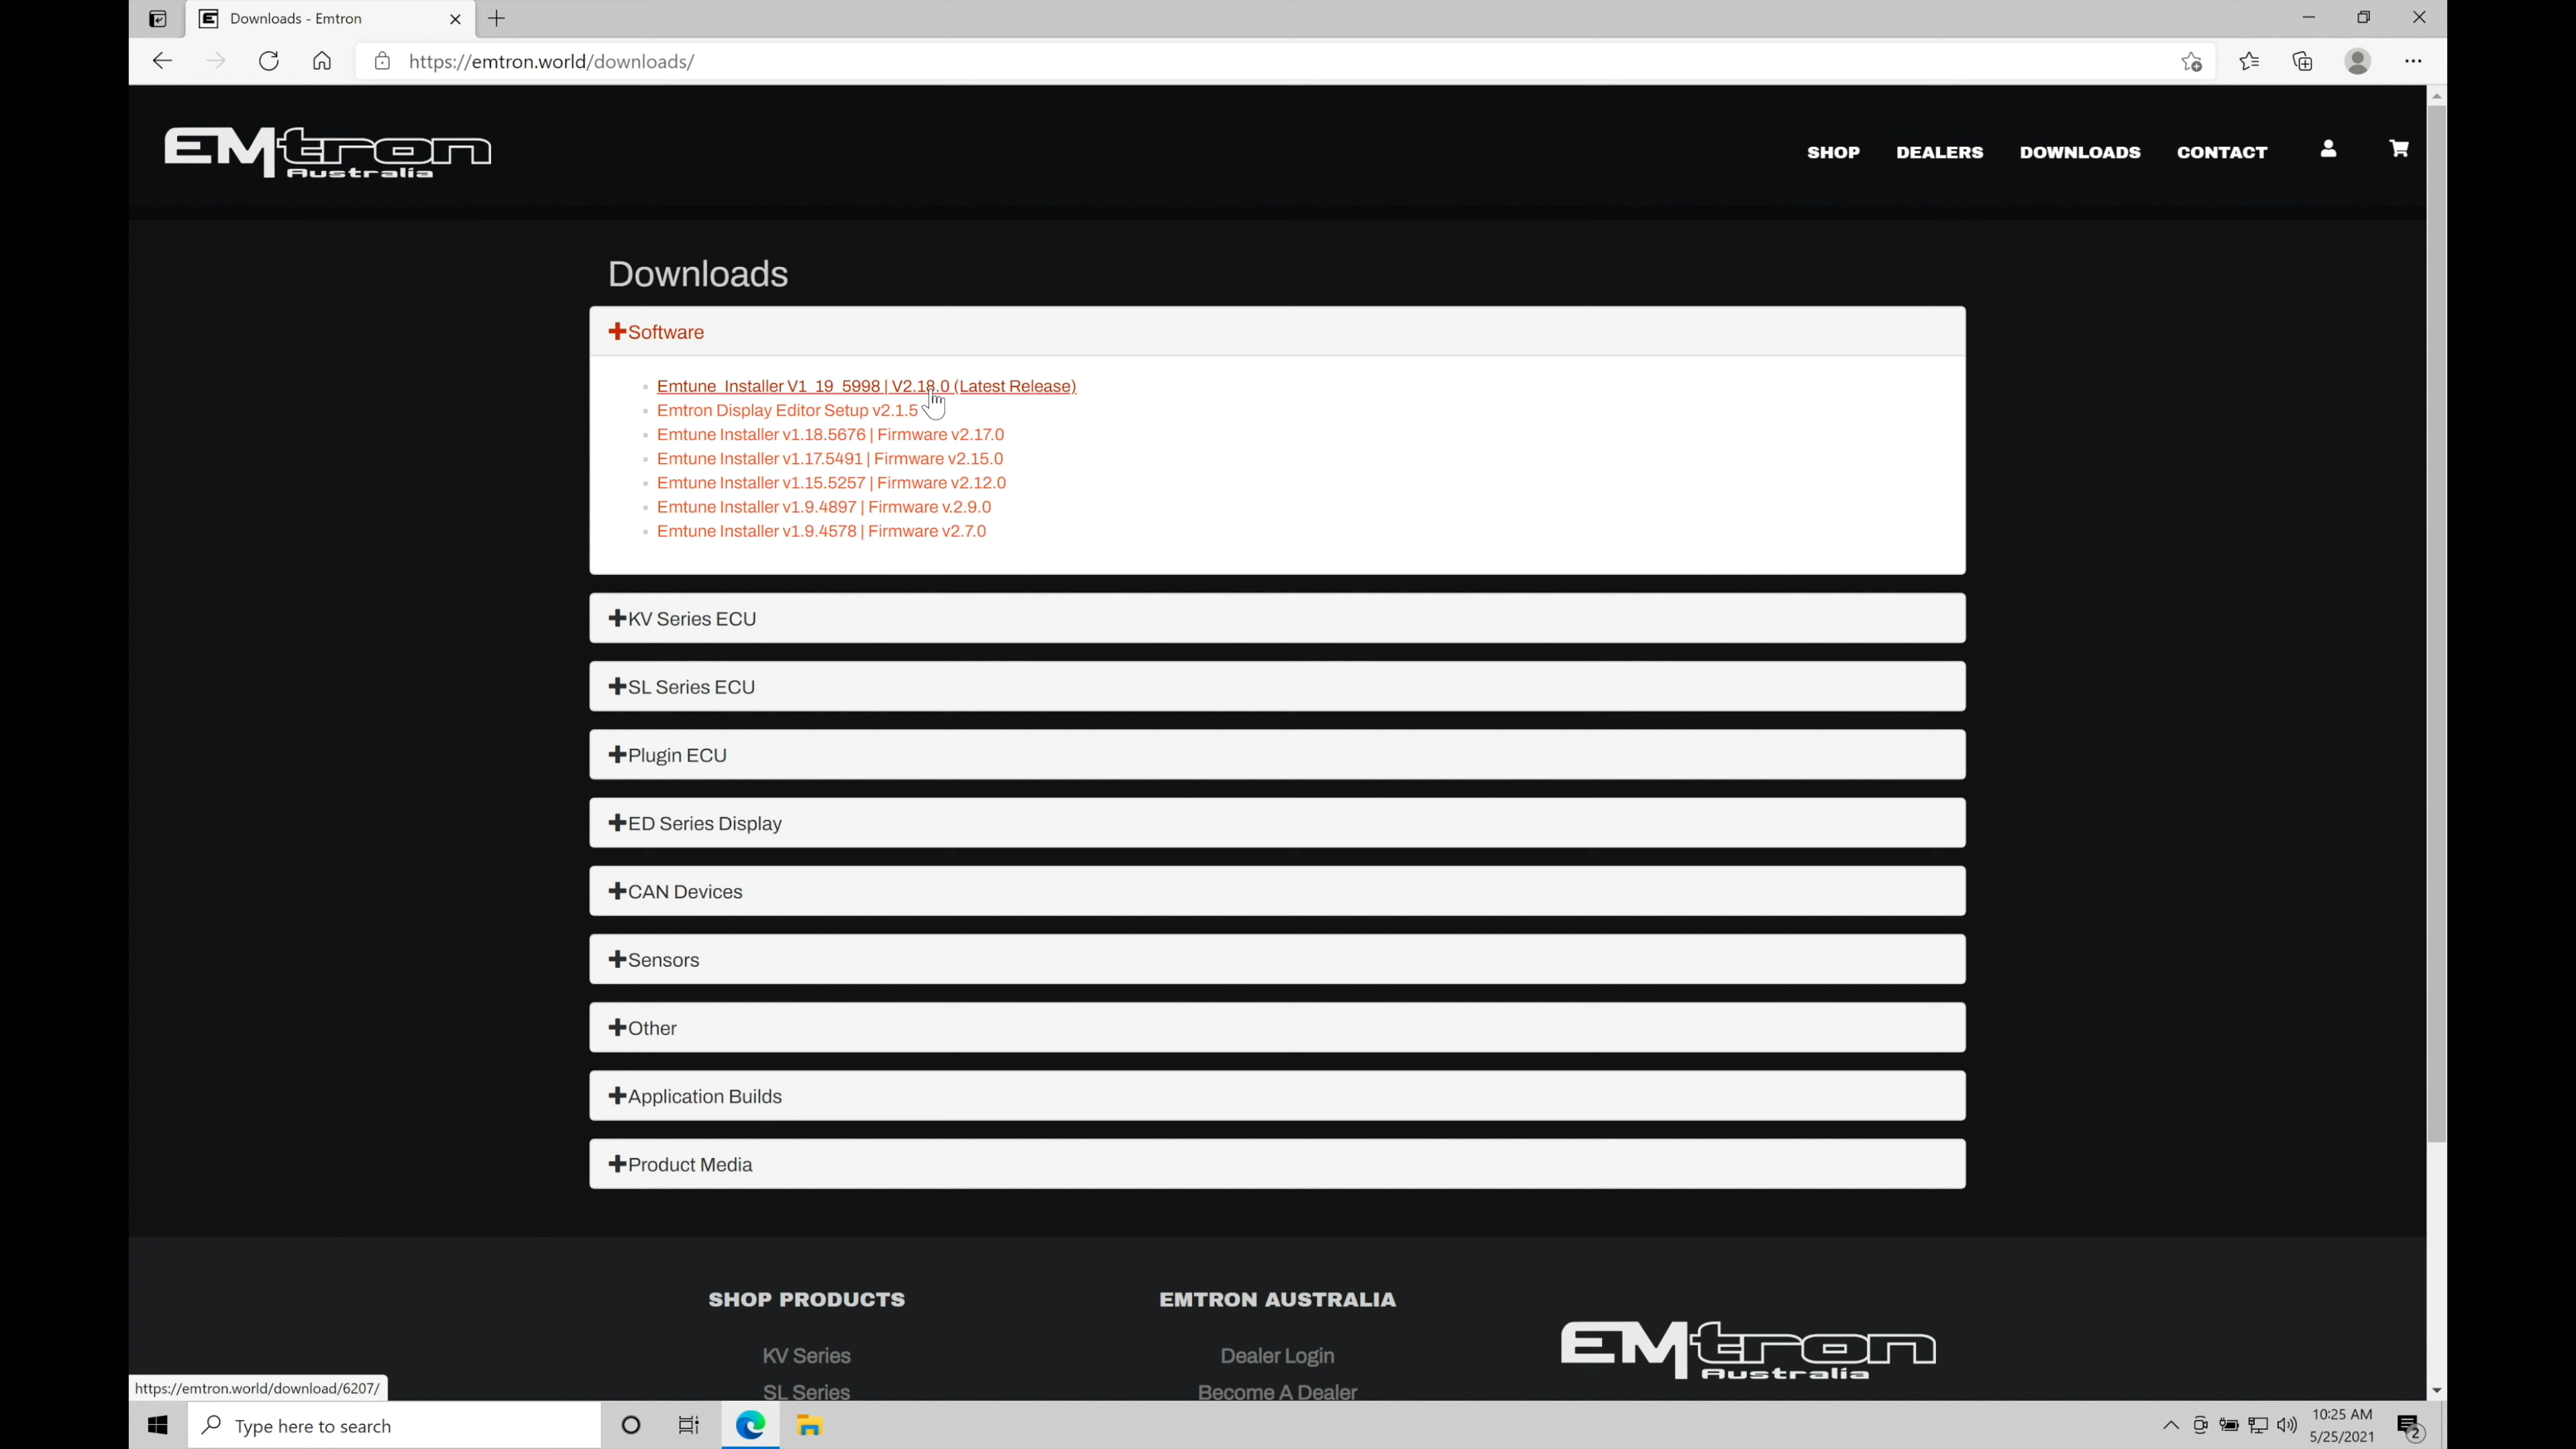 Downloads - Emtron
https://emtron.world/downloads/
EMtron
Australia
SHOP DEALERS DOWNLOADS CONTACT
Downloads
Software
Emtune_Installer V1_19_5998 | V2.18.0 (Latest Release)
Emtron Display Editor Setup v2.1.5
Emtune Installer v1.18.5676 | Firmware v2.17.0
Emtune Installer v1.17.5491 | Firmware v2.15.0
Emtune Installer v1.15.5257 | Firmware v2.12.0
Emtune Installer v1.9.4897 | Firmware v.2.9.0
Emtune Installer v1.9.4578 | Firmware v2.7.0
KV Series ECU
SL Series ECU
Plugin ECU
ED Series Display
CAN Devices
Sensors
Other
Application Builds
Product Media
SHOP PRODUCTS
KV Series
SL Series
EMTRON AUSTRALIA
Dealer Login
Become A Dealer
EMtron
Australia
https://emtron.world/download/6207/
Type here to search
10:25 AM
5/25/2021
2